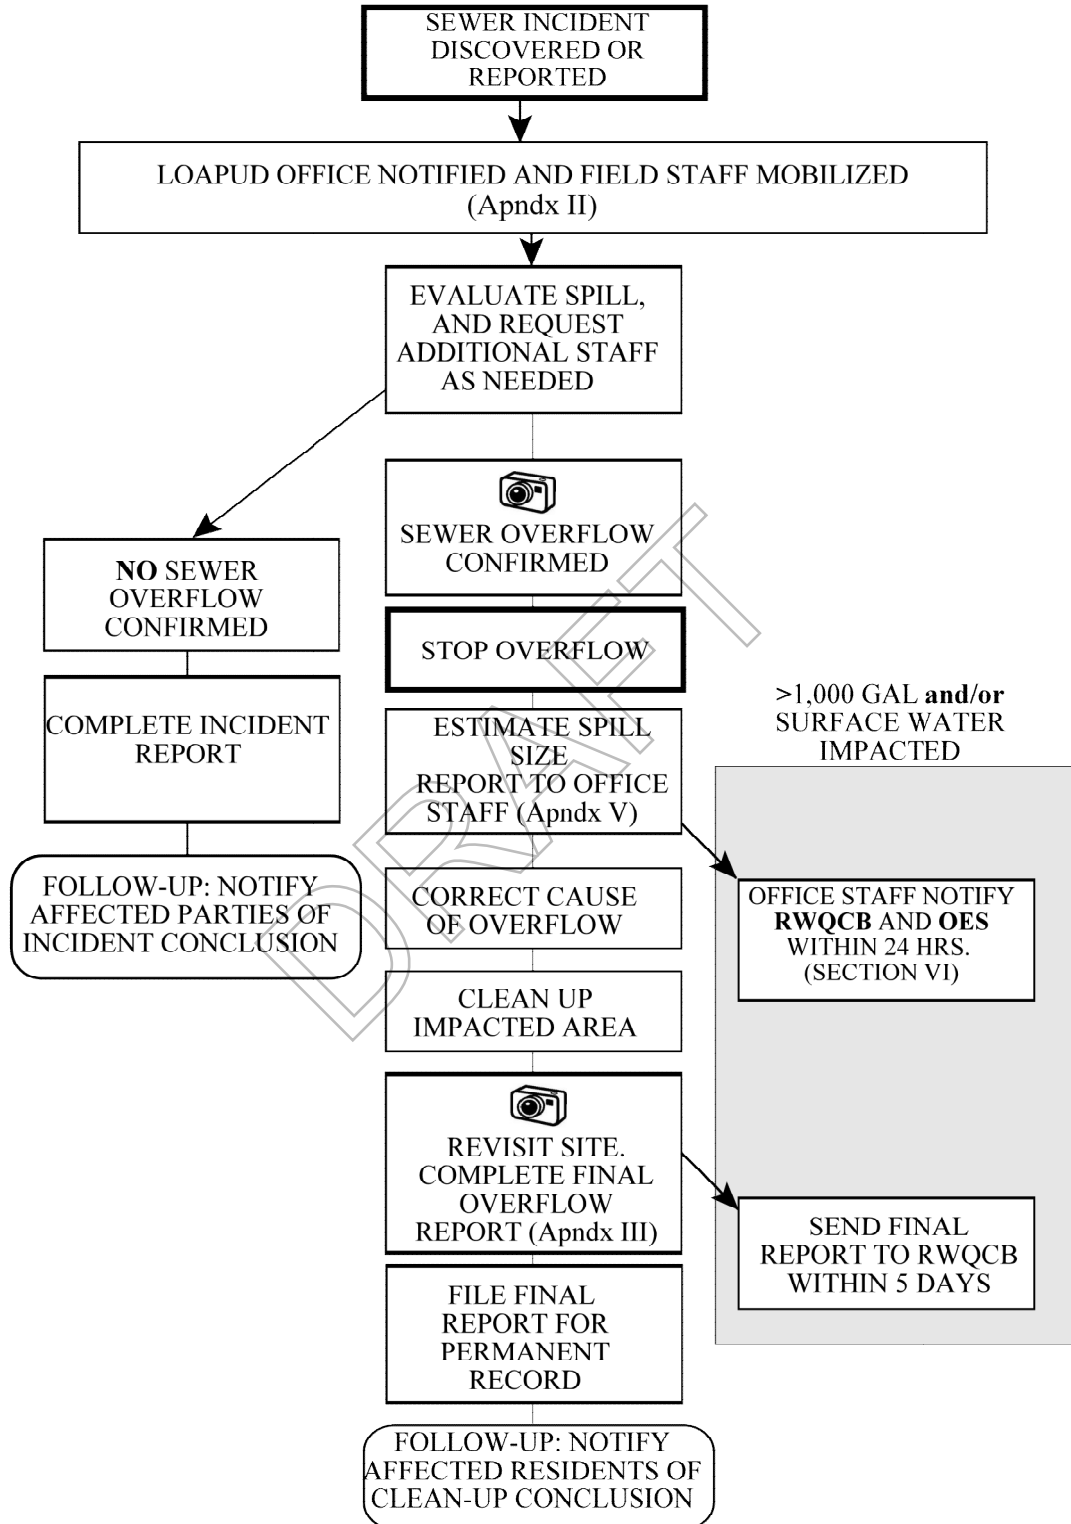 SEWER INCIDENT
DISCOVERED OR
REPORTED
LOAPUD OFFICE NOTIFIED AND FIELD STAFF MOBILIZED
(Apndx II)
EVALUATE SPILL,
AND REQUEST
ADDITIONAL STAFF
AS NEEDED
SEWER OVERFLOW
CONFIRMED
NO SEWER
OVERFLOW
CONFIRMED
STOP OVERFLOW
COMPLETE INCIDENT
REPORT
>1,000 GAL and/or
SURFACE WATER
IMPACTED
ESTIMATE SPILL
SIZE
REPORT TO OFFICE
STAFF (Apndx V)
FOLLOW-UP: NOTIFY
AFFECTED PARTIES OF
INCIDENT CONCLUSION
CORRECT CAUSE
OF OVERFLOW
OFFICE STAFF NOTIFY
RWQCB AND OES
WITHIN 24 HRS.
(SECTION VI)
CLEAN UP
IMPACTED AREA
REVISIT SITE.
COMPLETE FINAL
OVERFLOW
REPORT (Apndx III)
SEND FINAL
REPORT TO RWQCB
WITHIN 5 DAYS
FILE FINAL
REPORT FOR
PERMANENT
RECORD
FOLLOW-UP: NOTIFY
AFFECTED RESIDENTS OF
CLEAN-UP CONCLUSION
DRAFT